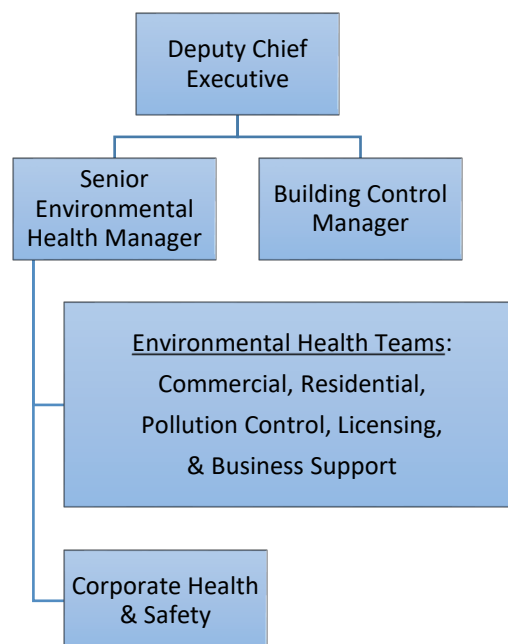 Deputy Chief
Executive
Senior
Environmental
Health Manager
Building Control
Manager
Environmental Health Teams:
Commercial, Residential,
Pollution Control, Licensing,
& Business Support
Corporate Health
& Safety